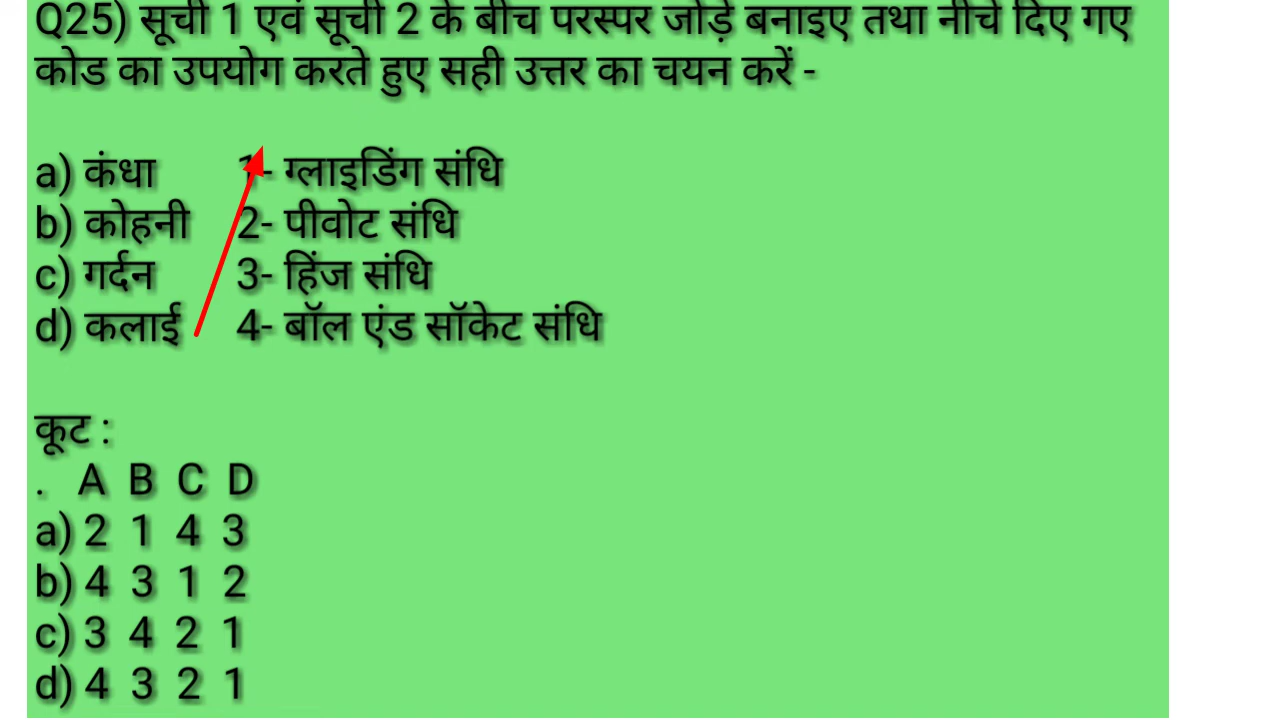 Q25) सूची 1 एवं सूची 2 के बीच परस्पर जोड़े बनाइए तथा नीचे दिए गए
कोड का उपयोग करते हुए सही उत्तर का चयन करें -
a) कंधा 1- ग्लाइडिंग संधि
b) कोहनी 2- पीवोट संधि
c) गर्दन 3- हिंज संधि
d) कलाई 4- बॉल एंड सॉकेट संधि
कूट :
. A B C D
a) 2 1 4 3
b) 4 3 1 2
c) 3 4 2 1
d) 4 3 2 1